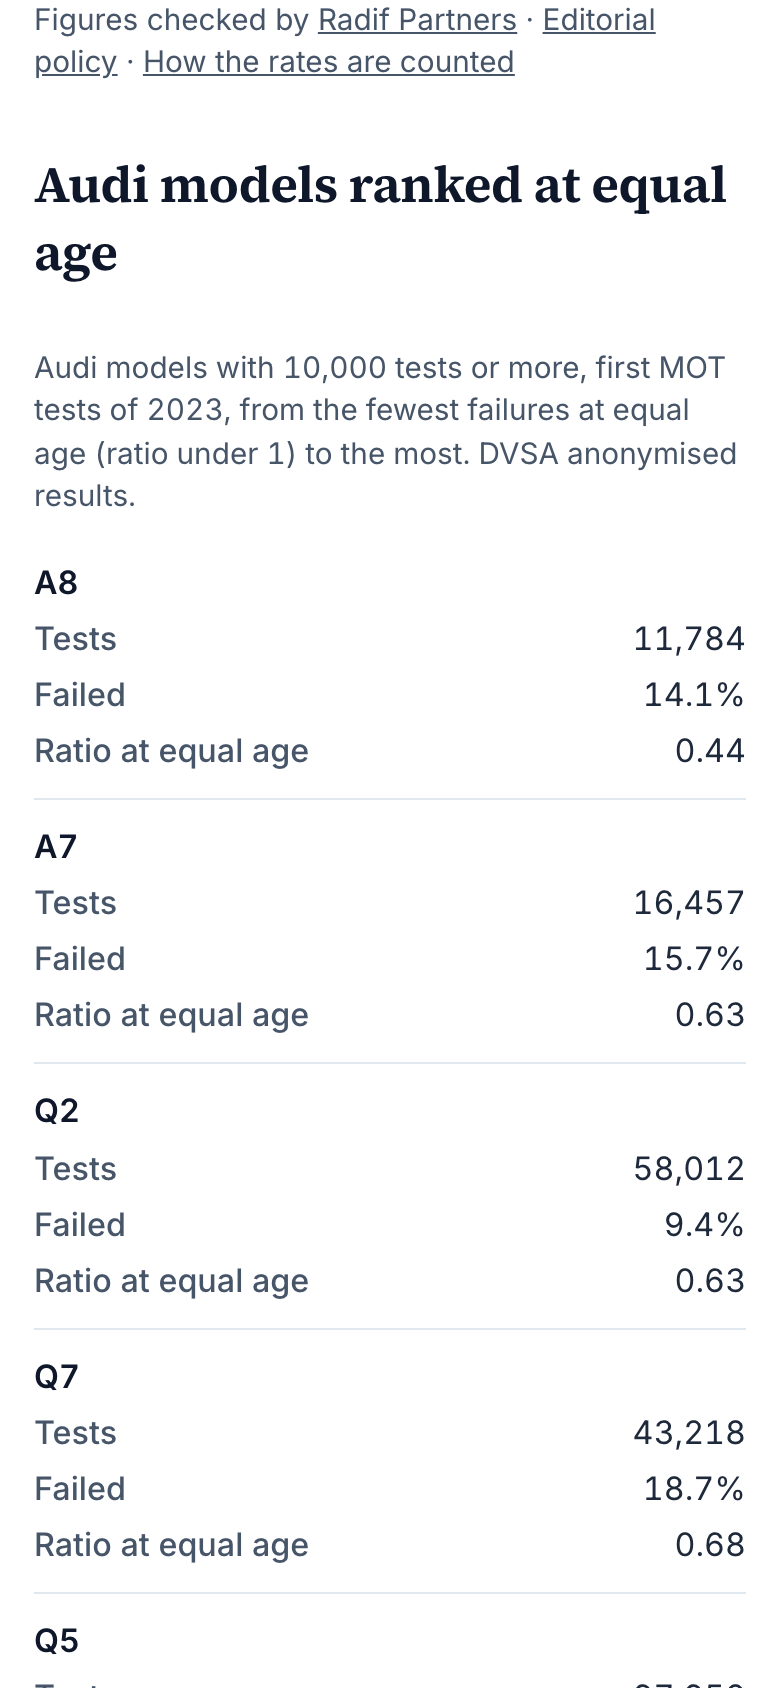 Figures checked by Radif Partners · Editorial
policy · How the rates are counted
Audi models ranked at equal
age
Audi models with 10,000 tests or more, first MOT
tests of 2023, from the fewest failures at equal
age (ratio under 1) to the most. DVSA anonymised
results.
A8
Tests 11,784
Failed 14.1%
Ratio at equal age 0.44
A7
Tests 16,457
Failed 15.7%
Ratio at equal age 0.63
Q2
Tests 58,012
Failed 9.4%
Ratio at equal age 0.63
Q7
Tests 43,218
Failed 18.7%
Ratio at equal age 0.68
Q5